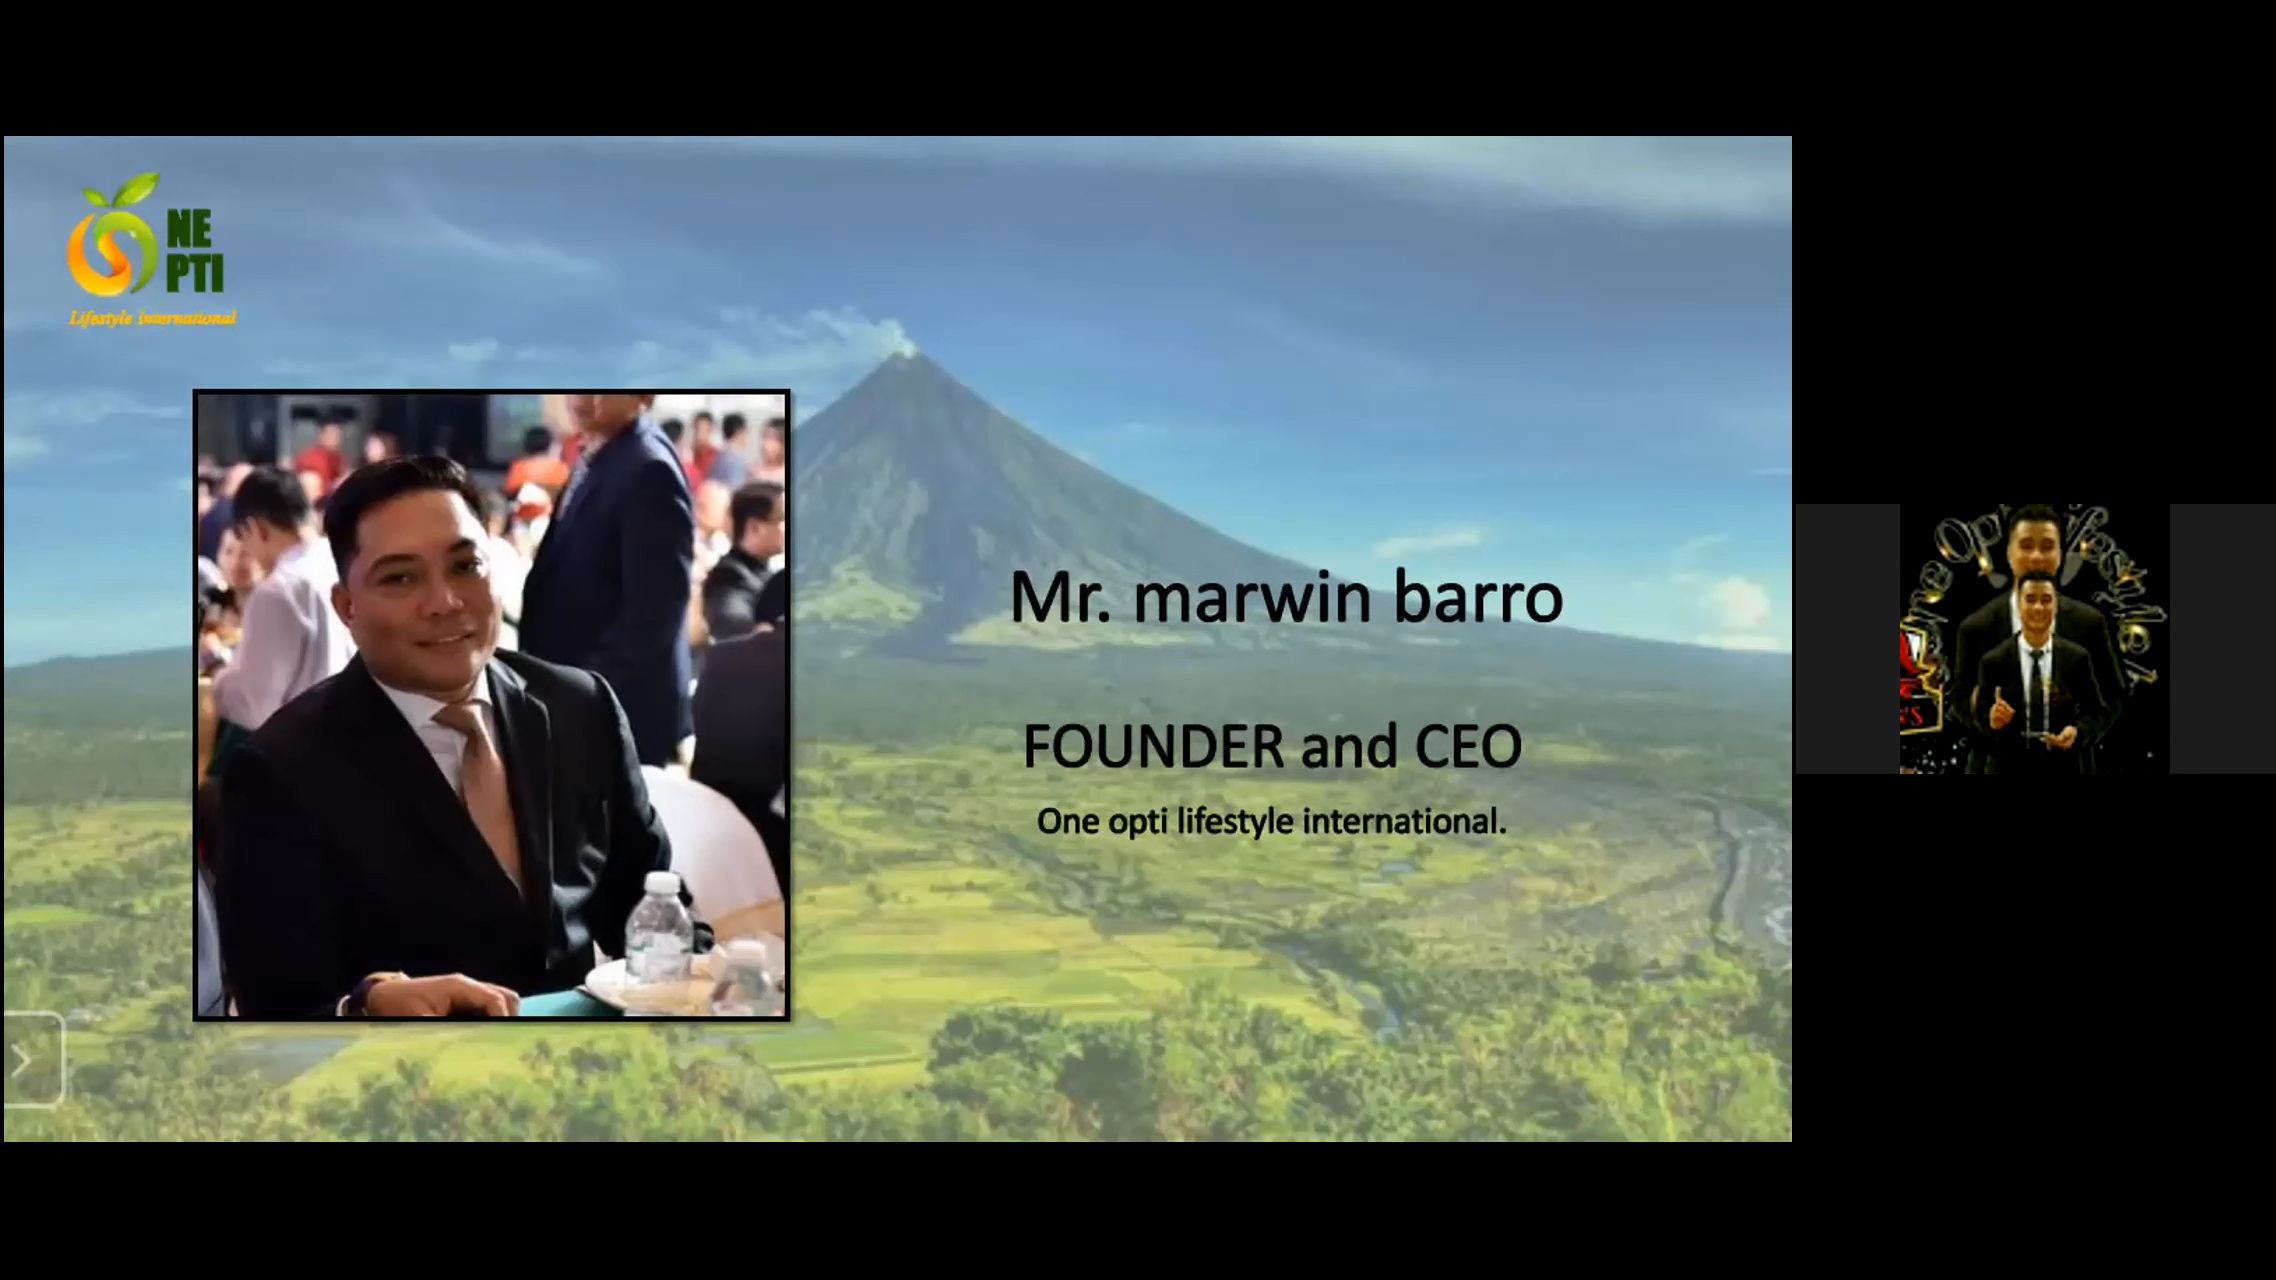 NE
PTI
Lifestyle international
Mr. marwin barro
FOUNDER and CEO
One opti lifestyle international.